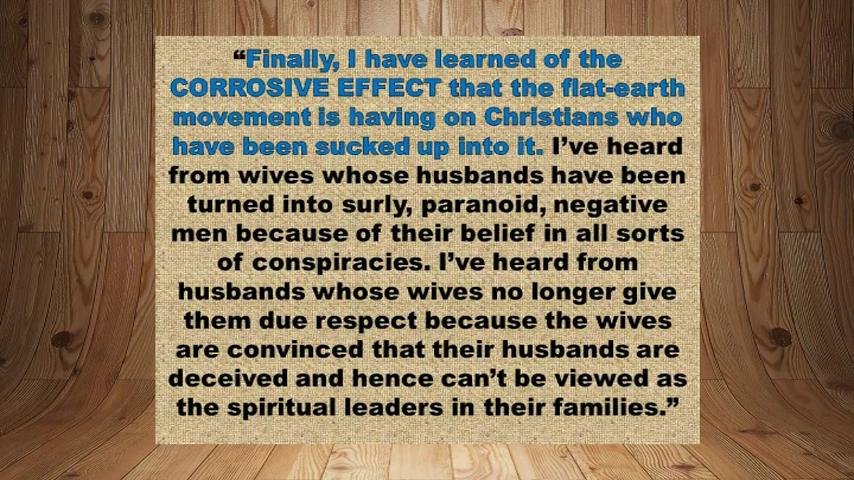 “Finally, I have learned of the
CORROSIVE EFFECT that the flat-earth
movement is having on Christians who
have been sucked up into it. I’ve heard
from wives whose husbands have been
turned into surly, paranoid, negative
men because of their belief in all sorts
of conspiracies. I’ve heard from
husbands whose wives no longer give
them due respect because the wives
are convinced that their husbands are
deceived and hence can’t be viewed as
the spiritual leaders in their families.”